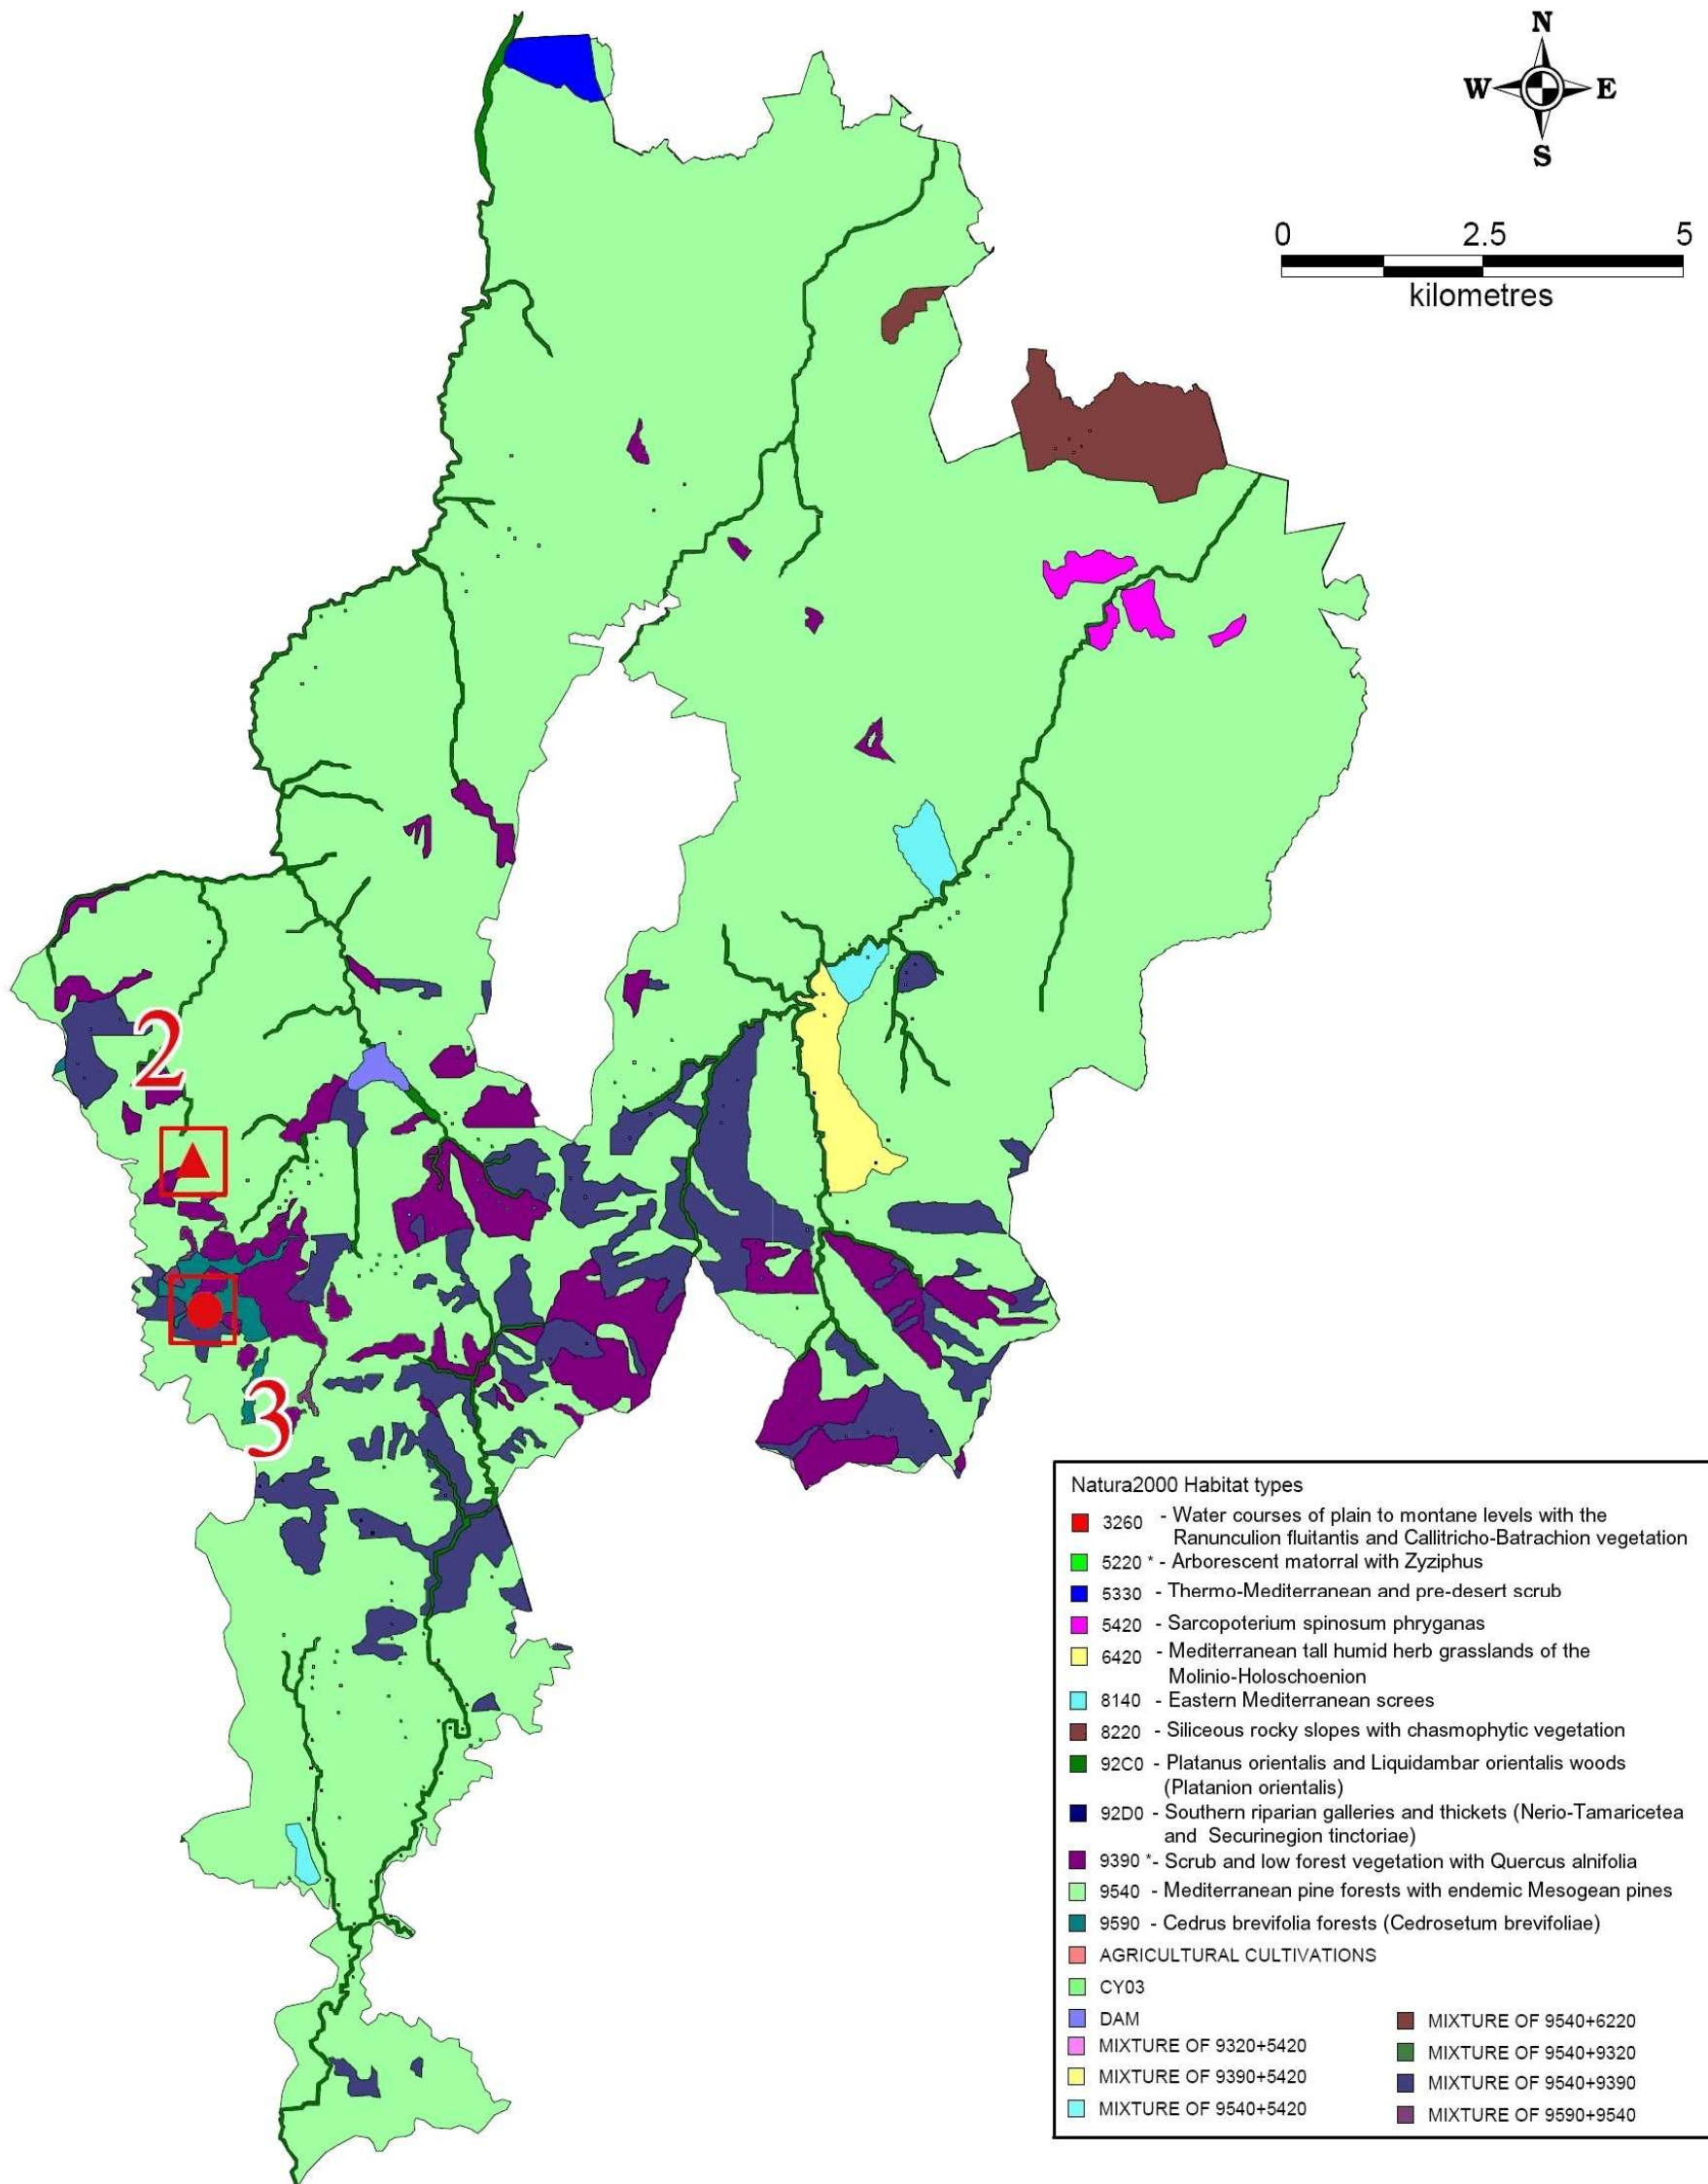 N
W E
S
0 2.5 5
kilometres
2
3
Natura2000 Habitat types
3260 - Water courses of plain to montane levels with the
Ranunculion fluitantis and Callitricho-Batrachion vegetation
5220 * - Arborescent matorral with Zyziphus
5330 - Thermo-Mediterranean and pre-desert scrub
5420 - Sarcopoterium spinosum phryganas
6420 - Mediterranean tall humid herb grasslands of the
Molinio-Holoschoenion
8140 - Eastern Mediterranean screes
8220 - Siliceous rocky slopes with chasmophytic vegetation
92C0 - Platanus orientalis and Liquidambar orientalis woods
(Platanion orientalis)
92D0 - Southern riparian galleries and thickets (Nerio-Tamaricetea
and Securinegion tinctoriae)
9390 *- Scrub and low forest vegetation with Quercus alnifolia
9540 - Mediterranean pine forests with endemic Mesogean pines
9590 - Cedrus brevifolia forests (Cedrosetum brevifoliae)
AGRICULTURAL CULTIVATIONS
CY03
DAM
MIXTURE OF 9320+5420
MIXTURE OF 9390+5420
MIXTURE OF 9540+5420
MIXTURE OF 9540+6220
MIXTURE OF 9540+9320
MIXTURE OF 9540+9390
MIXTURE OF 9590+9540